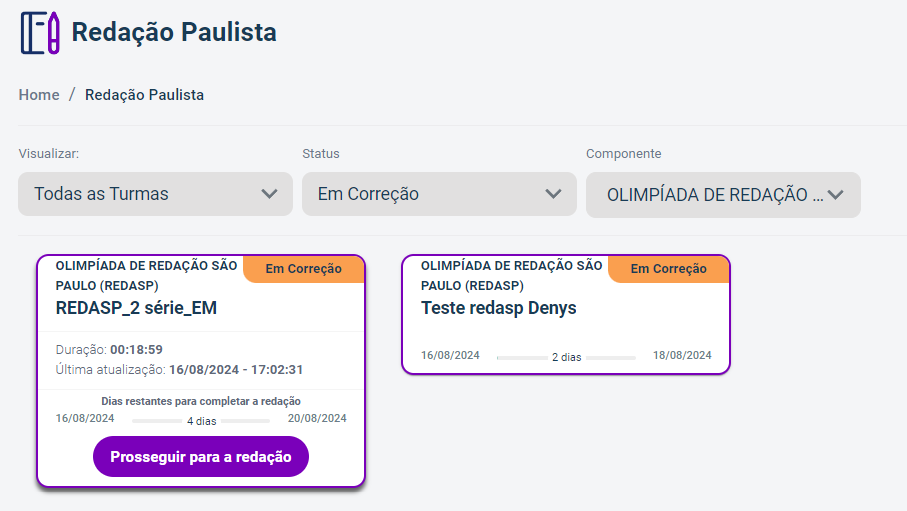 Redação Paulista
Home / Redação Paulista
Visualizar:
Todas as Turmas
Status
Em Correção
Componente
OLIMPÍADA DE REDAÇÃO ...
OLIMPÍADA DE REDAÇÃO SÃO
PAULO (REDASP)
Em Correção
REDASP_2 série_EM
Duração: 00:18:59
Última atualização: 16/08/2024 - 17:02:31
Dias restantes para completar a redação
16/08/2024 4 dias 20/08/2024
Prosseguir para a redação
OLIMPÍADA DE REDAÇÃO SÃO
PAULO (REDASP)
Em Correção
Teste redasp Denys
16/08/2024 2 dias 18/08/2024